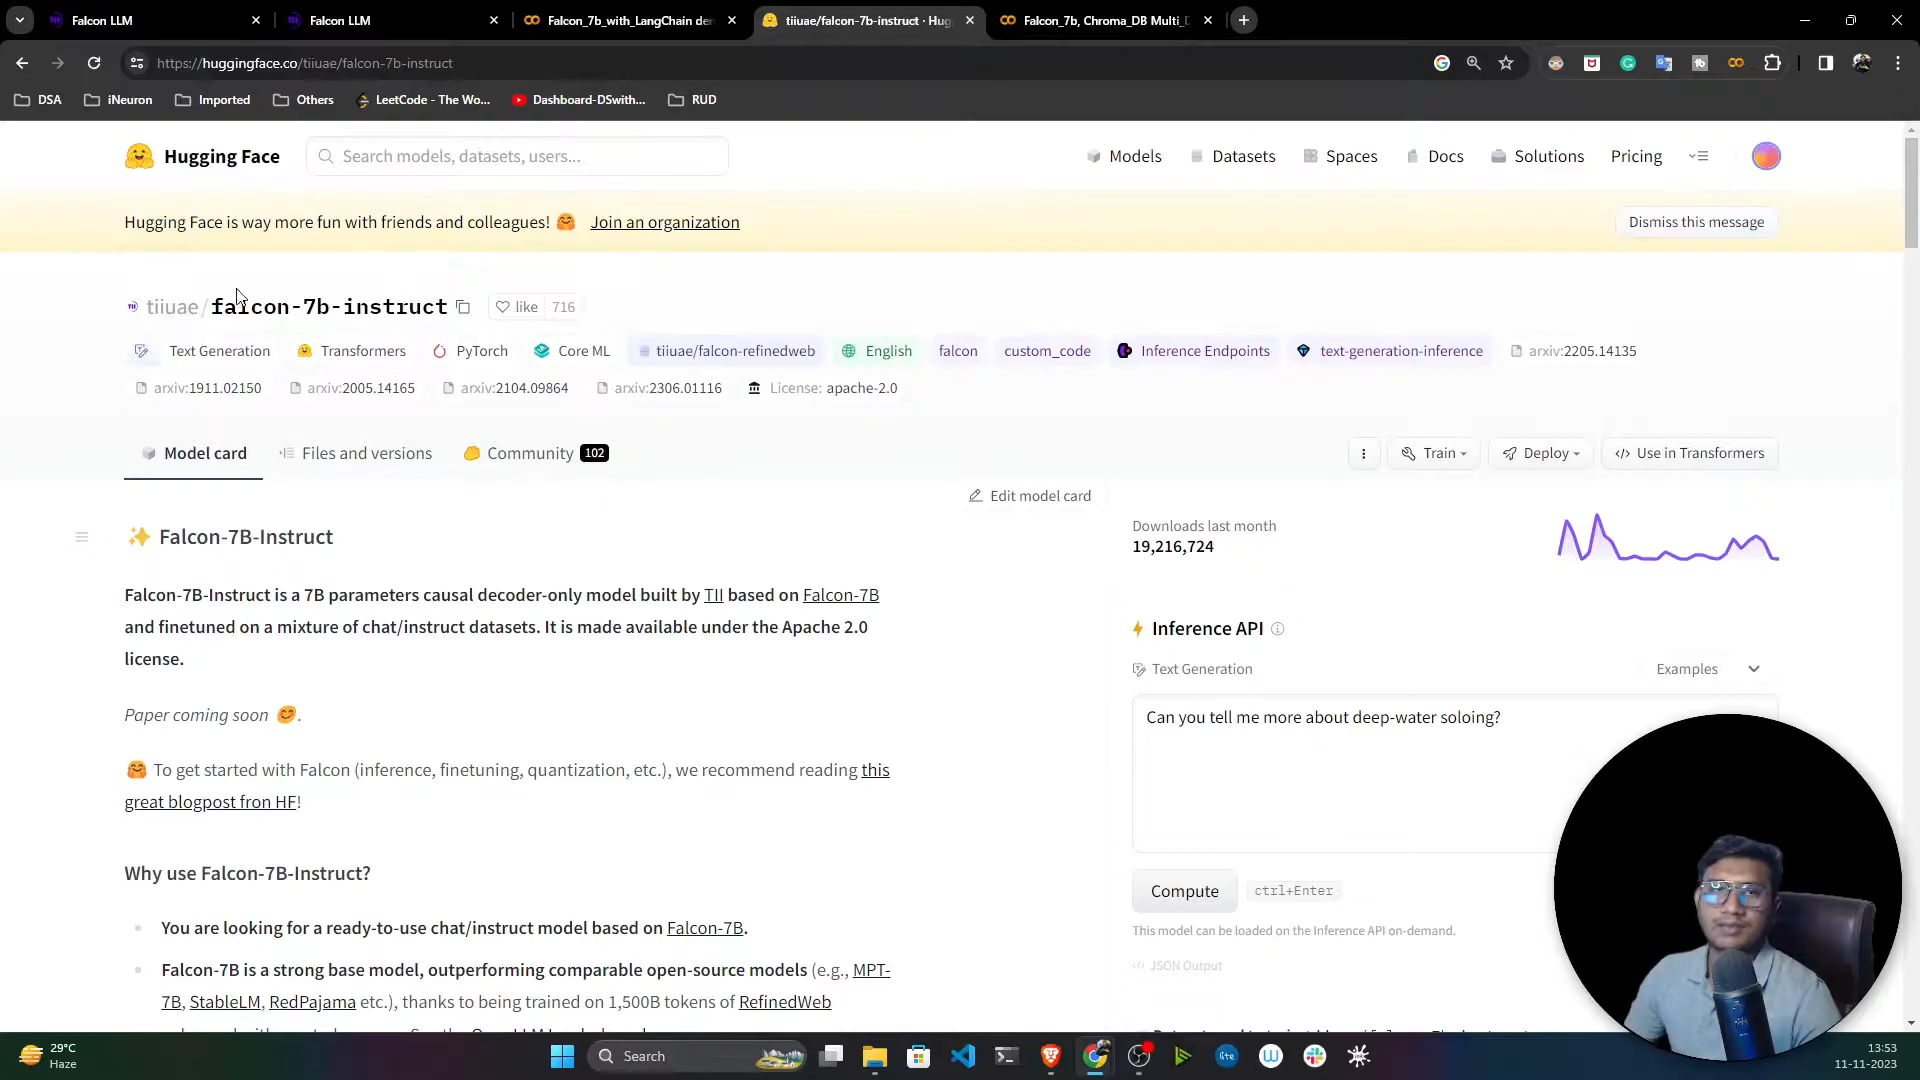 Falcon LLM
Falcon LLM
Falcon_7b_with_LangChain der
tiiuae/falcon-7b-instruct · Hug
Falcon_7b, Chroma_DB Multi_D
https://huggingface.co/tiiuae/falcon-7b-instruct
DSA
iNeuron
Imported
Others
LeetCode - The Wo...
Dashboard-DSwith...
RUD
Hugging Face
Search models, datasets, users...
Models
Datasets
Spaces
Docs
Solutions
Pricing
Hugging Face is way more fun with friends and colleagues! 🤗 Join an organization
Dismiss this message
tiiuae/falcon-7b-instruct
like 716
Text Generation
Transformers
PyTorch
Core ML
tiiuae/falcon-refinedweb
English
falcon
custom_code
Inference Endpoints
text-generation-inference
arxiv:2205.14135
arxiv:1911.02150
arxiv:2005.14165
arxiv:2104.09864
arxiv:2306.01116
License: apache-2.0
Model card
Files and versions
Community 102
Train
Deploy
Use in Transformers
Edit model card
✨ Falcon-7B-Instruct
Falcon-7B-Instruct is a 7B parameters causal decoder-only model built by TII based on Falcon-7B
and finetuned on a mixture of chat/instruct datasets. It is made available under the Apache 2.0
license.
Paper coming soon 😊.
🤗 To get started with Falcon (inference, finetuning, quantization, etc.), we recommend reading this
great blogpost fron HF!
Why use Falcon-7B-Instruct?
You are looking for a ready-to-use chat/instruct model based on Falcon-7B.
Falcon-7B is a strong base model, outperforming comparable open-source models (e.g., MPT-
7B, StableLM, RedPajama etc.), thanks to being trained on 1,500B tokens of RefinedWeb
Downloads last month
19,216,724
Inference API
Text Generation
Examples
Can you tell me more about deep-water soloing?
Compute
ctrl+Enter
This model can be loaded on the Inference API on-demand.
JSON Output
29°C
Haze
Search
13:53
11-11-2023